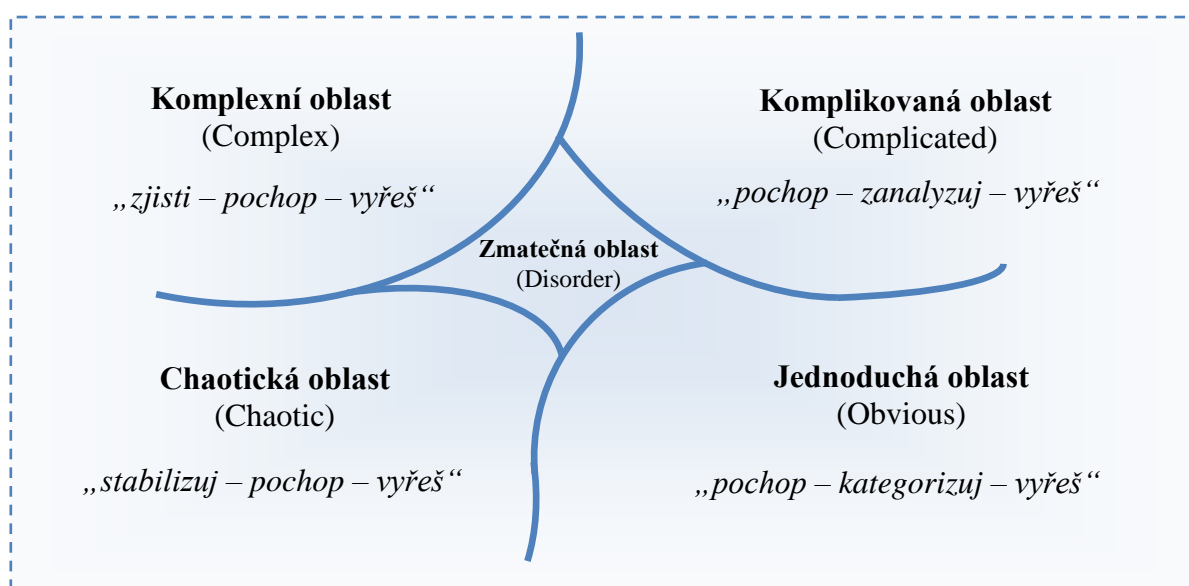 Komplexní oblast
(Complex)
„zjisti – pochop – vyřeš“
Komplikovaná oblast
(Complicated)
„pochop – zanalyzuj – vyřeš“
Zmatečná oblast
(Disorder)
Chaotická oblast
(Chaotic)
„stabilizuj – pochop – vyřeš“
Jednoduchá oblast
(Obvious)
„pochop – kategorizuj – vyřeš“